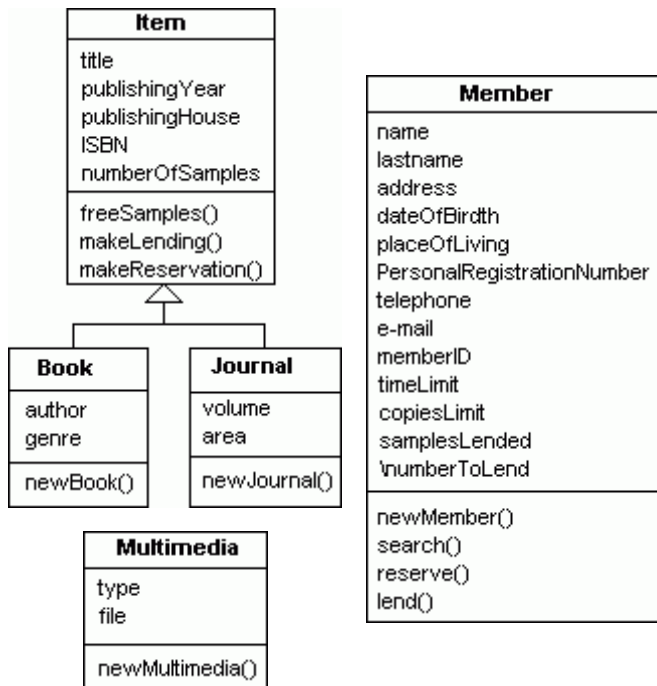 Item
title
publishingYear
publishingHouse
ISBN
numberOfSamples
freeSamples()
makeLending()
makeReservation()
Book
author
genre
newBook()
Journal
volume
area
newJournal()
Multimedia
type
file
newMultimedia()
Member
name
lastname
address
dateOfBirdth
placeOfLiving
PersonalRegistrationNumber
telephone
e-mail
memberID
timeLimit
copiesLimit
samplesLended
\numberToLend
newMember()
search()
reserve()
lend()